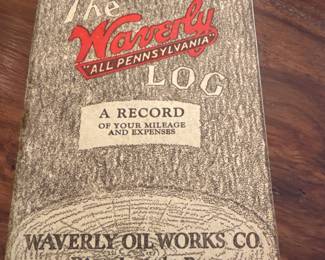 The
Waverly
"ALL PENNSYLVANIA"
LOG
A RECORD
OF YOUR MILEAGE
AND EXPENSES
WAVERLY OIL WORKS CO.